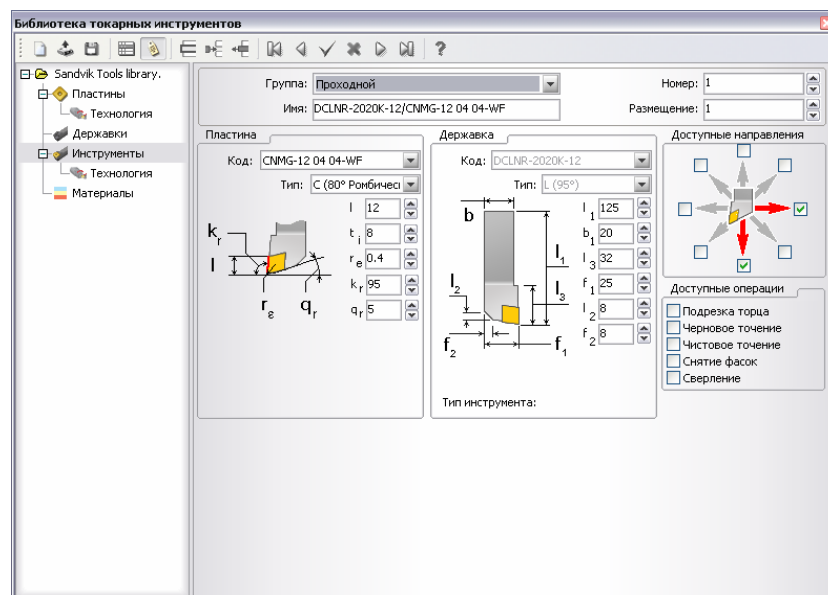 Библиотека токарных инструментов
Sandvik Tools library.
Пластины
Технология
Державки
Инструменты
Технология
Материалы
Группа: Проходной
Номер: 1
Имя: DCLNR-2020K-12/CNMG-12 04 04-WF
Размещение: 1
Пластина
Код: CNMG-12 04 04-WF
Тип: C (80° Ромбичес
l 12
t i 8
r e 0.4
k r 95
q r 5
k r
l
r ε
q r
Державка
Код: DCLNR-2020K-12
Тип: L (95°)
l 1 125
b 1 20
l 3 32
f 1 25
l 2 8
f 2 8
b
l 1
l 2
l 3
f 2
f 1
Тип инструмента:
Доступные направления
Доступные операции
Подрезка торца
Черновое точение
Чистовое точение
Снятие фасок
Сверление